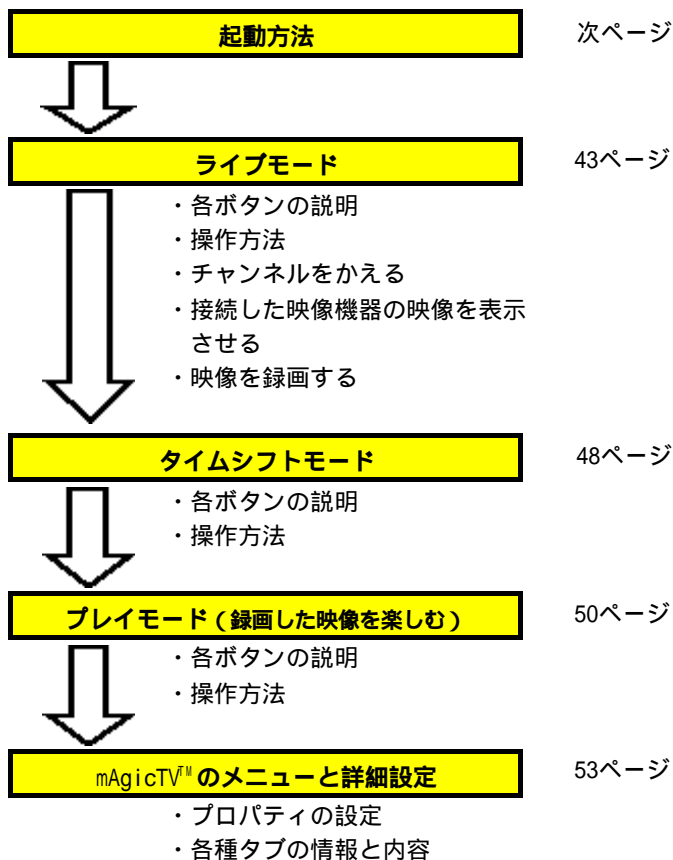 起動方法 次ページ
ライブモード 43ページ
・各ボタンの説明
・操作方法
・チャンネルをかえる
・接続した映像機器の映像を表示
させる
・映像を録画する
タイムシフトモード 48ページ
・各ボタンの説明
・操作方法
プレイモード(録画した映像を楽しむ) 50ページ
・各ボタンの説明
・操作方法
mAgicTV™のメニューと詳細設定 53ページ
・プロパティの設定
・各種タブの情報と内容